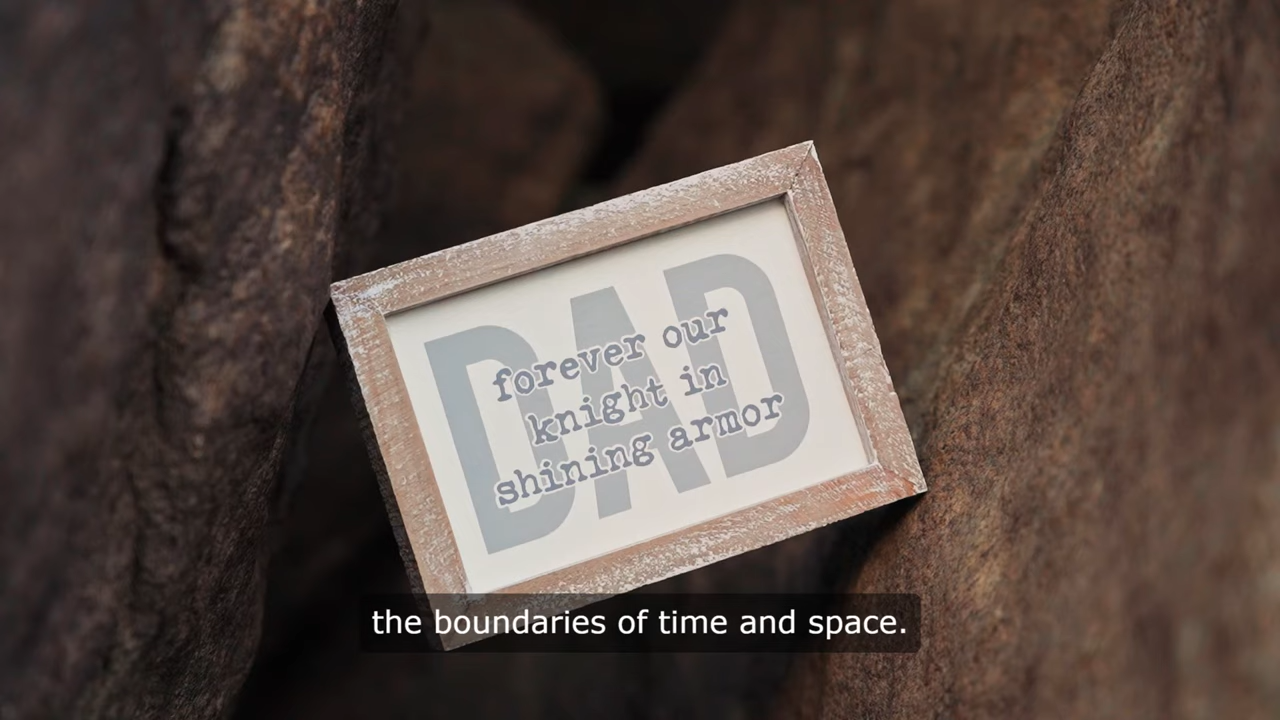 DAD
forever our
knight in
shining armor
the boundaries of time and space.